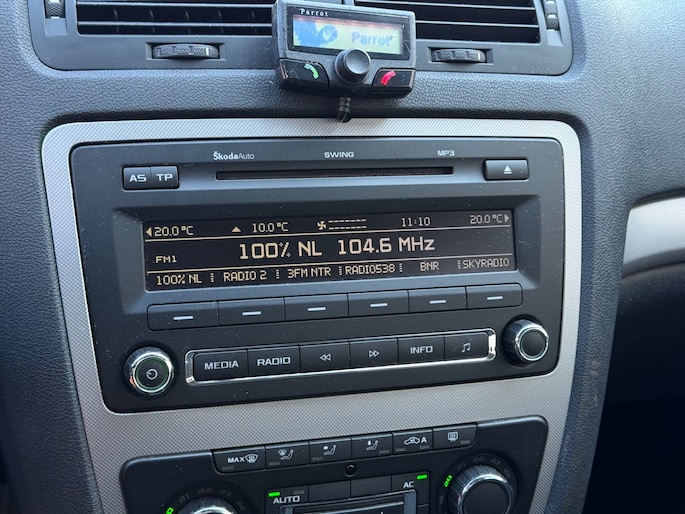 Parrot
Parrot
ŠkodaAuto SWING MP3
AS TP
20.0°C 10.0°C 11:10 20.0°C
FM1 100% NL 104.6 MHz
100% NL RADIO 2 3FM NTR RADIO538 BNR SKYRADIO
MEDIA RADIO INFO
MAX A
AUTO AC